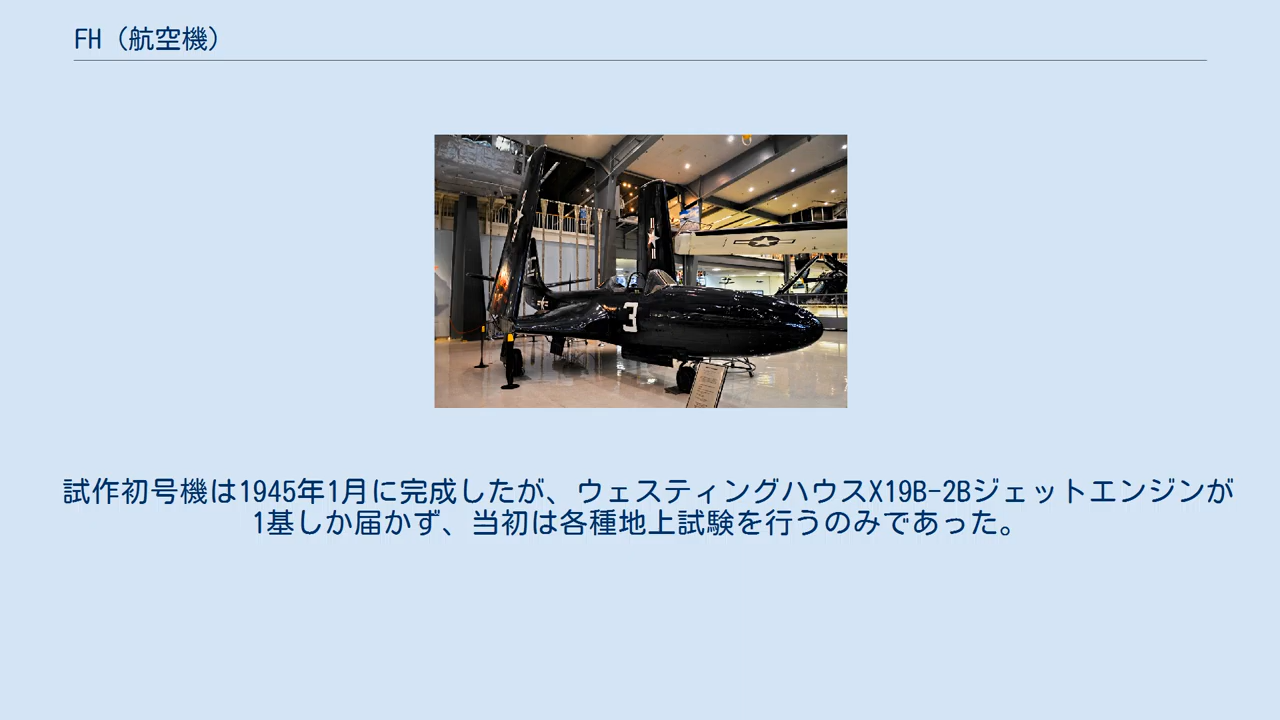 FH（航空機）
3
試作初号機は1945年1月に完成したが、ウェスティングハウスX19B-2Bジェットエンジンが
1基しか届かず、当初は各種地上試験を行うのみであった。